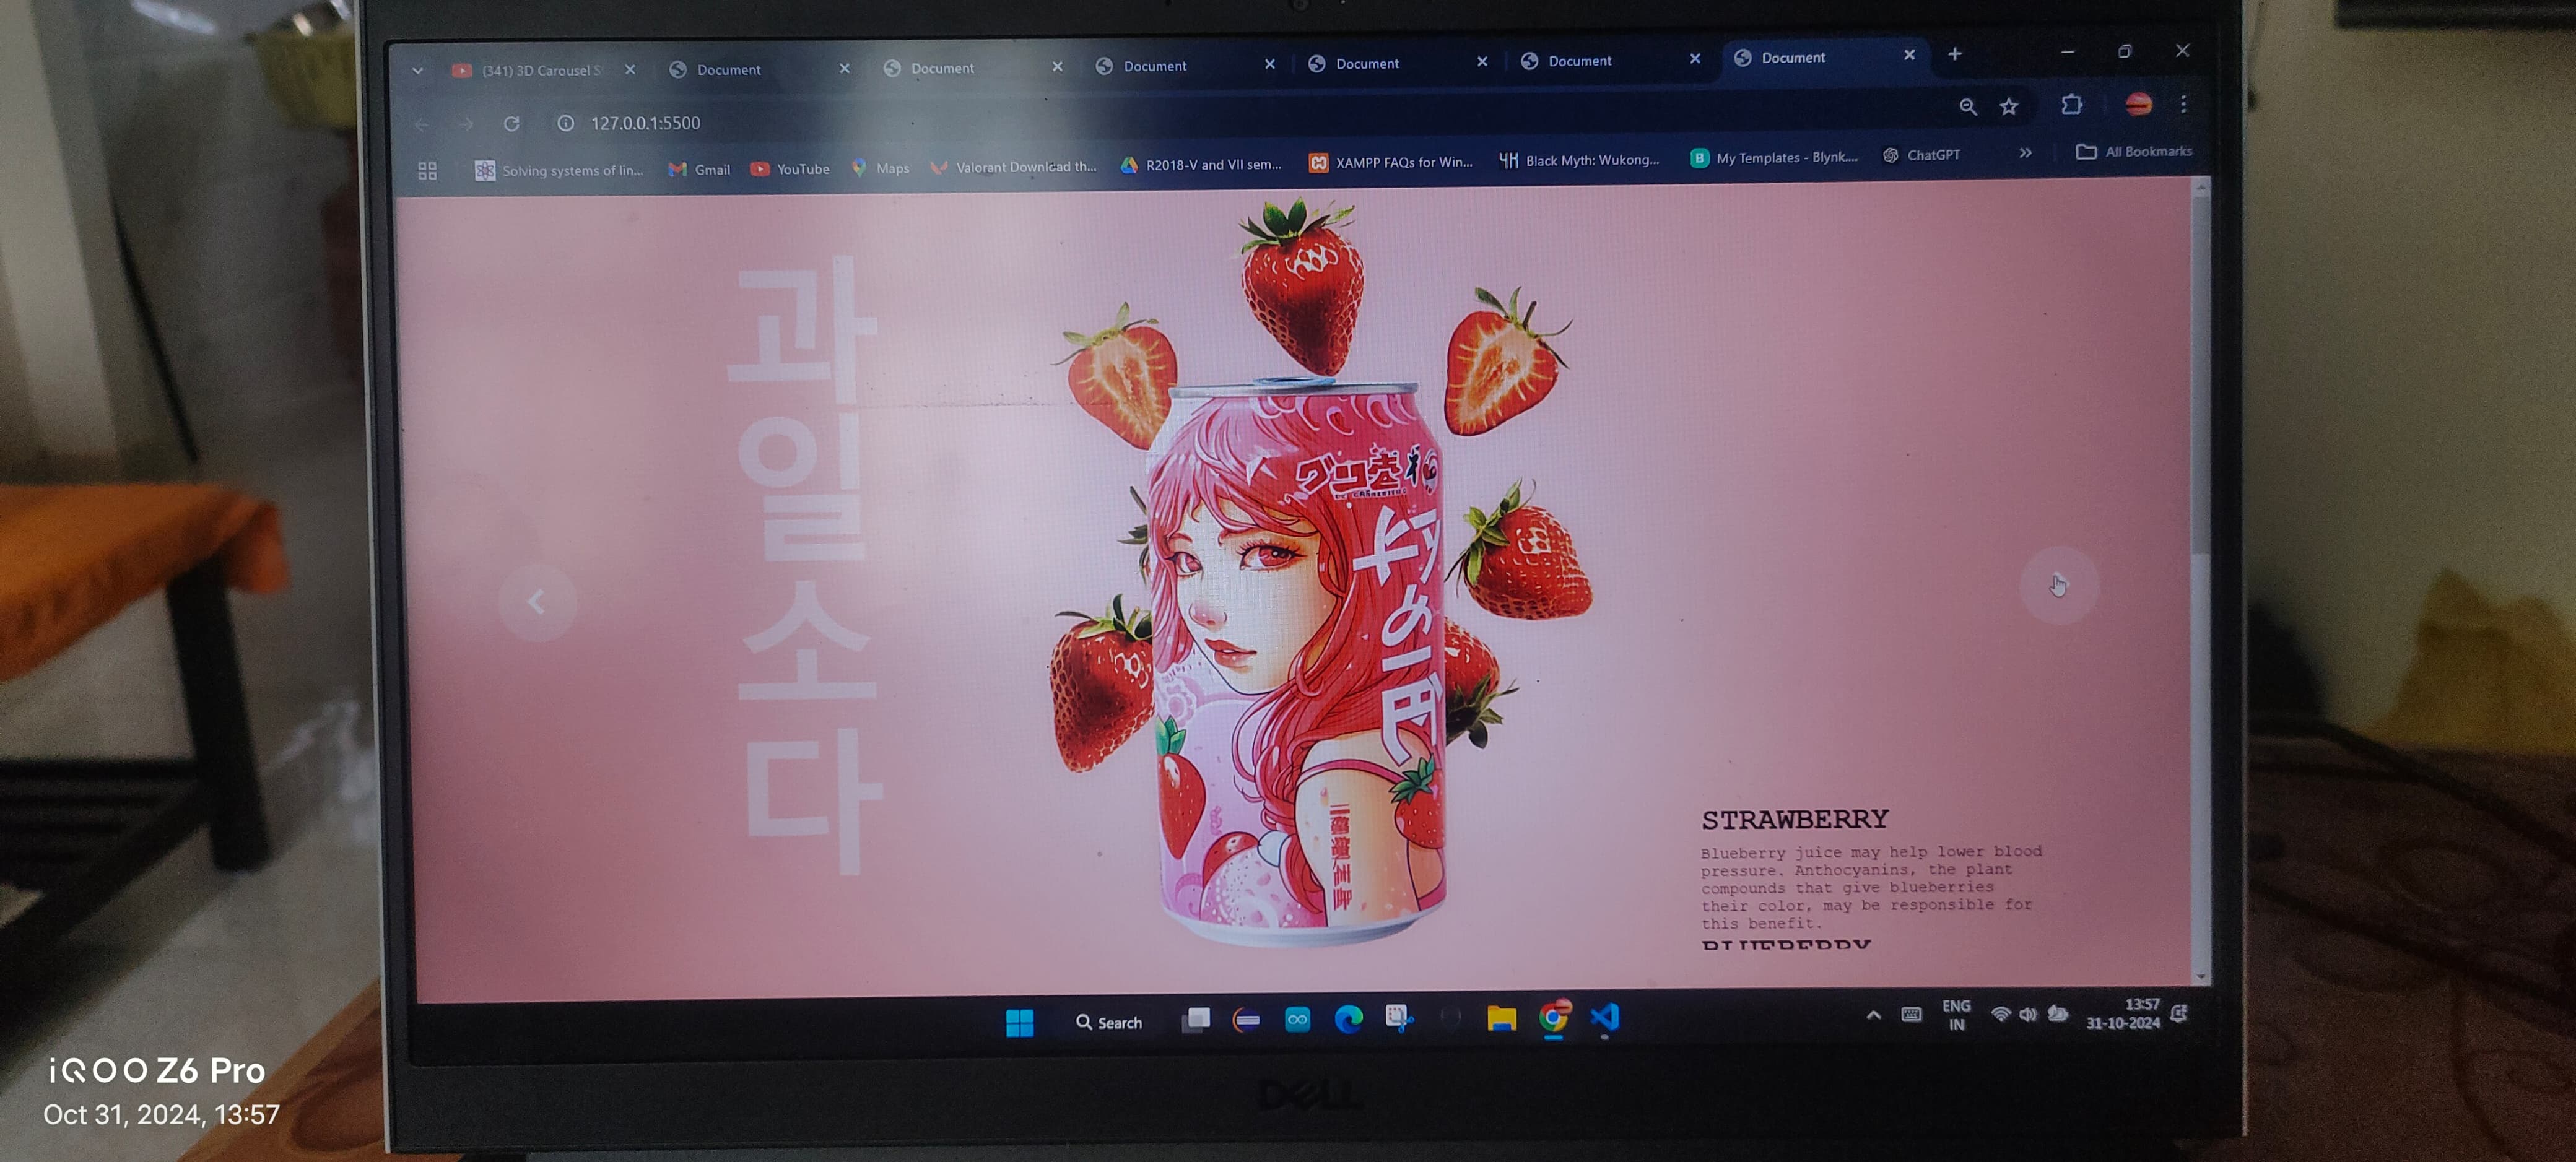 (341) 3D Carousel S
Document
Document
Document
Document
Document
Document
127.0.0.1:5500
Solving systems of lin...
Gmail
YouTube
Maps
Valorant Download th...
R2018-V and VII sem...
XAMPP FAQs for Win...
Black Myth: Wukong...
My Templates - Blynk....
ChatGPT
All Bookmarks
과
일
소
다
STRAWBERRY
Blueberry juice may help lower blood
pressure. Anthocyanins, the plant
compounds that give blueberries
their color, may be responsible for
this benefit.
BLUEBERRY
Search
ENG
IN
13:57
31-10-2024
DELL
iQOO Z6 Pro
Oct 31, 2024, 13:57